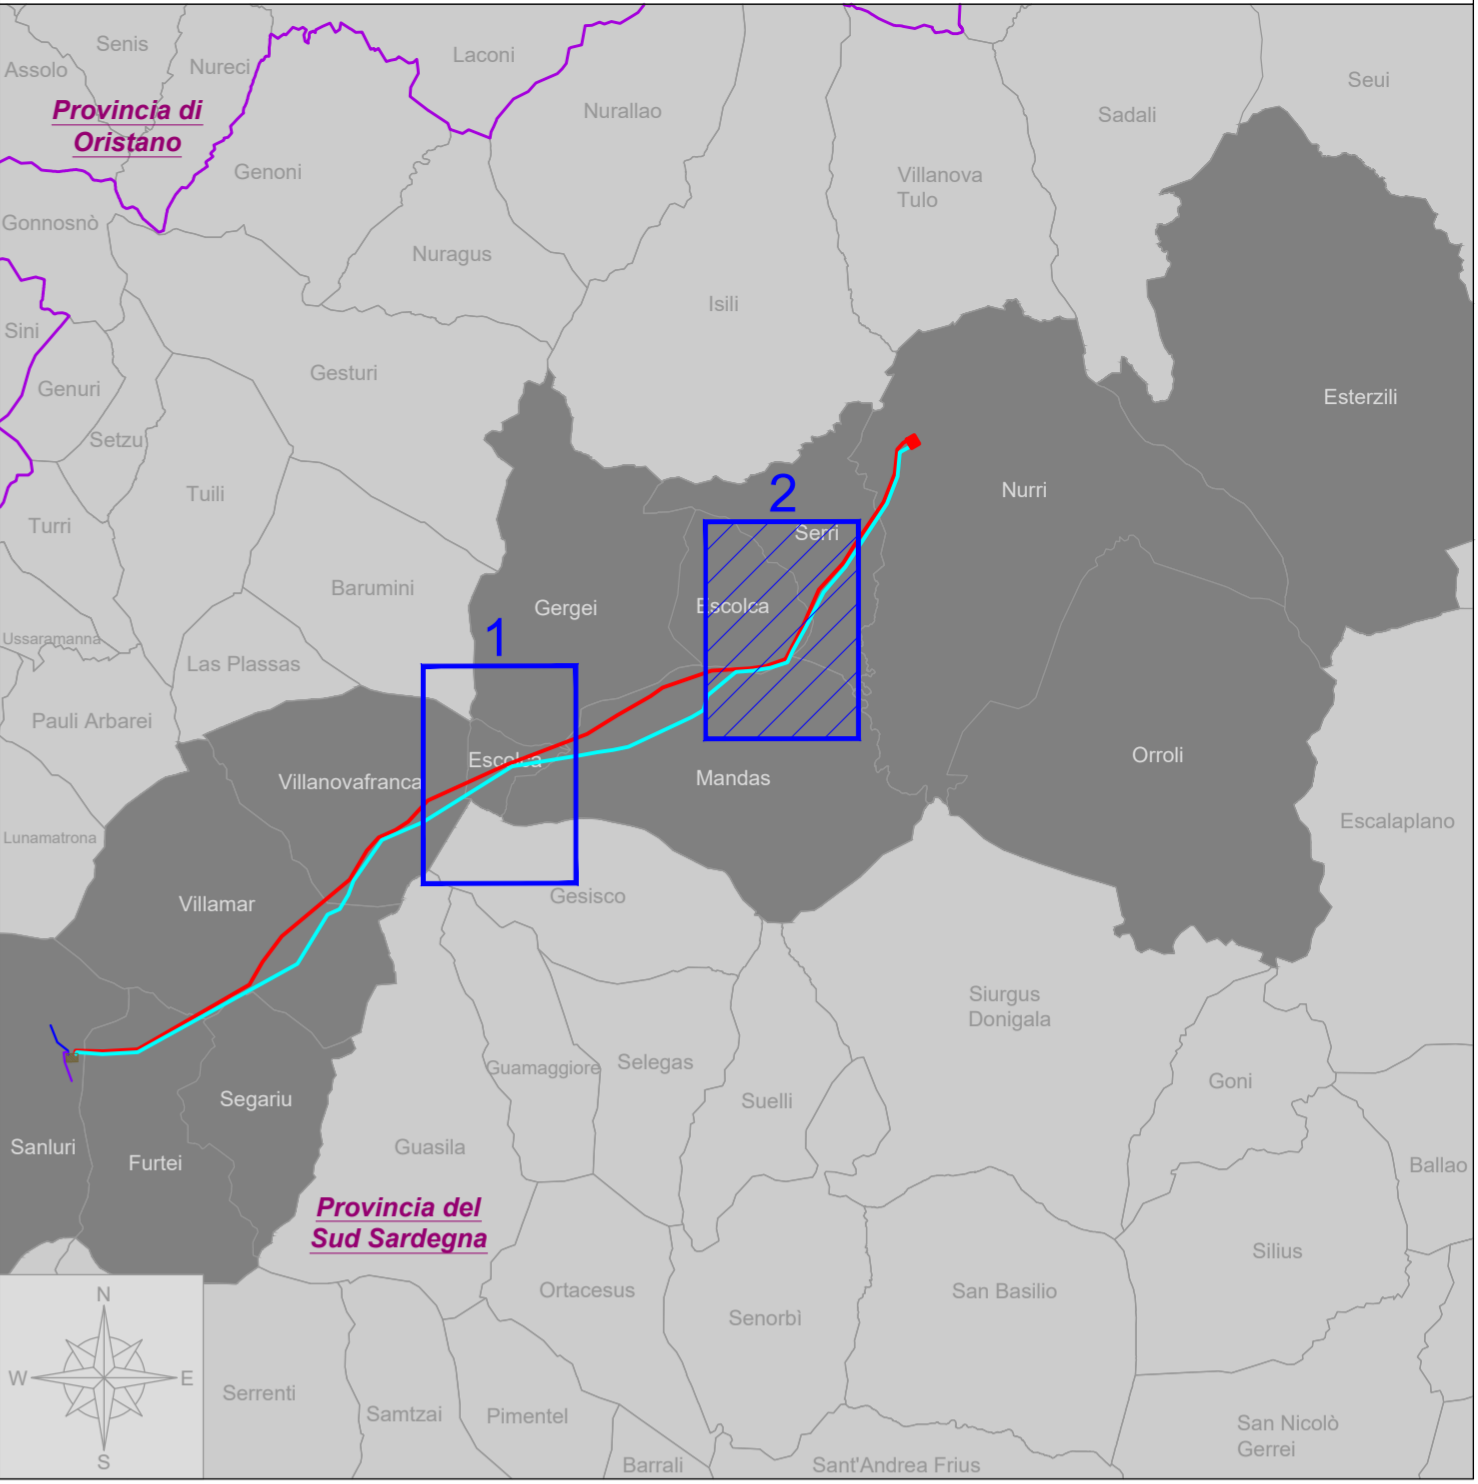 Senis
Assolo
Nureci
Laconi
Seui
Provincia di
Oristano
Nurallao
Sadali
Genoni
Villanova
Tulo
Gonnosnò
Nuragus
Isili
Sini
Gesturi
Genuri
Esterzili
Setzu
Tuili
Nurri
2
Turri
Serri
Barumini
Gergei
Escolca
Ussaramanna
1
Las Plassas
Pauli Arbarei
Escolca
Orroli
Villanovafranca
Mandas
Lunamatrona
Escalaplano
Villamar
Gesisco
Siurgus
Donigala
Guamaggiore
Selegas
Goni
Segariu
Suelli
Sanluri
Guasila
Furtei
Ballao
Provincia del
Sud Sardegna
Silius
N
Ortacesus
San Basilio
Senorbì
W
E
Serrenti
Samtzai
Pimentel
San Nicolò
Gerrei
S
Barrali
Sant'Andrea Frius